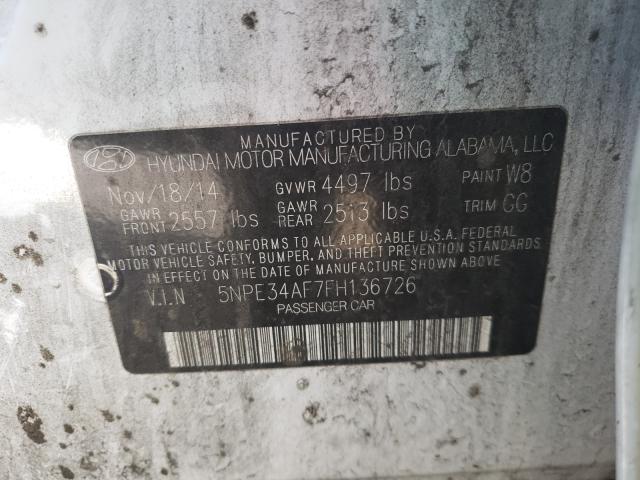 MANUFACTURED BY
HYUNDAI MOTOR MANUFACTURING ALABAMA, LLC
Nov/18/14 GVWR 4497 lbs PAINT W8
GAWR FRONT 2557 lbs GAWR REAR 2513 lbs TRIM GG
THIS VEHICLE CONFORMS TO ALL APPLICABLE U.S.A. FEDERAL
MOTOR VEHICLE SAFETY, BUMPER, AND THEFT PREVENTION STANDARDS
IN EFFECT ON THE DATE OF MANUFACTURE SHOWN ABOVE.
V.I.N 5NPE34AF7FH136726
PASSENGER CAR